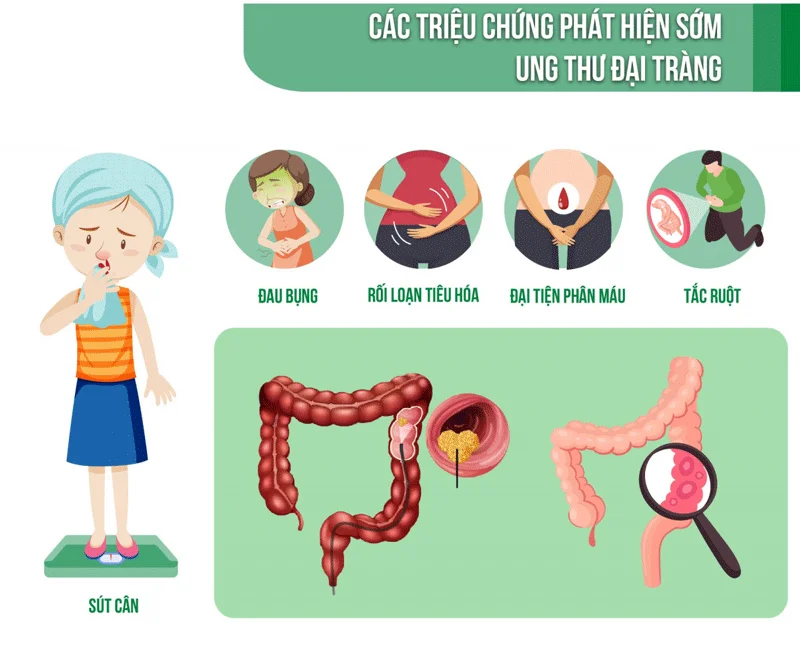 CÁC TRIỆU CHỨNG PHÁT HIỆN SỚM
UNG THƯ ĐẠI TRÀNG
ĐAU BỤNG
RỐI LOẠN TIÊU HÓA
ĐẠI TIỆN PHÂN MÁU
TẮC RUỘT
SÚT CÂN